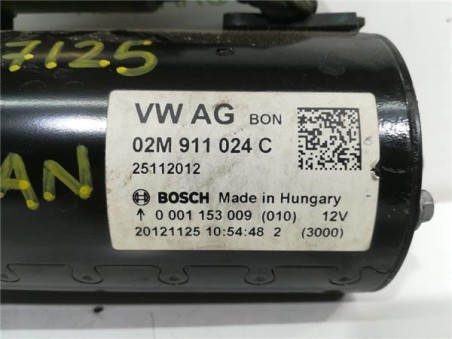 7125
AN
VW AG BON
02M 911 024 C
25112012
BOSCH Made in Hungary
↑ 0 001 153 009 (010) 12V
20121125 10:54:48 2 (3000)